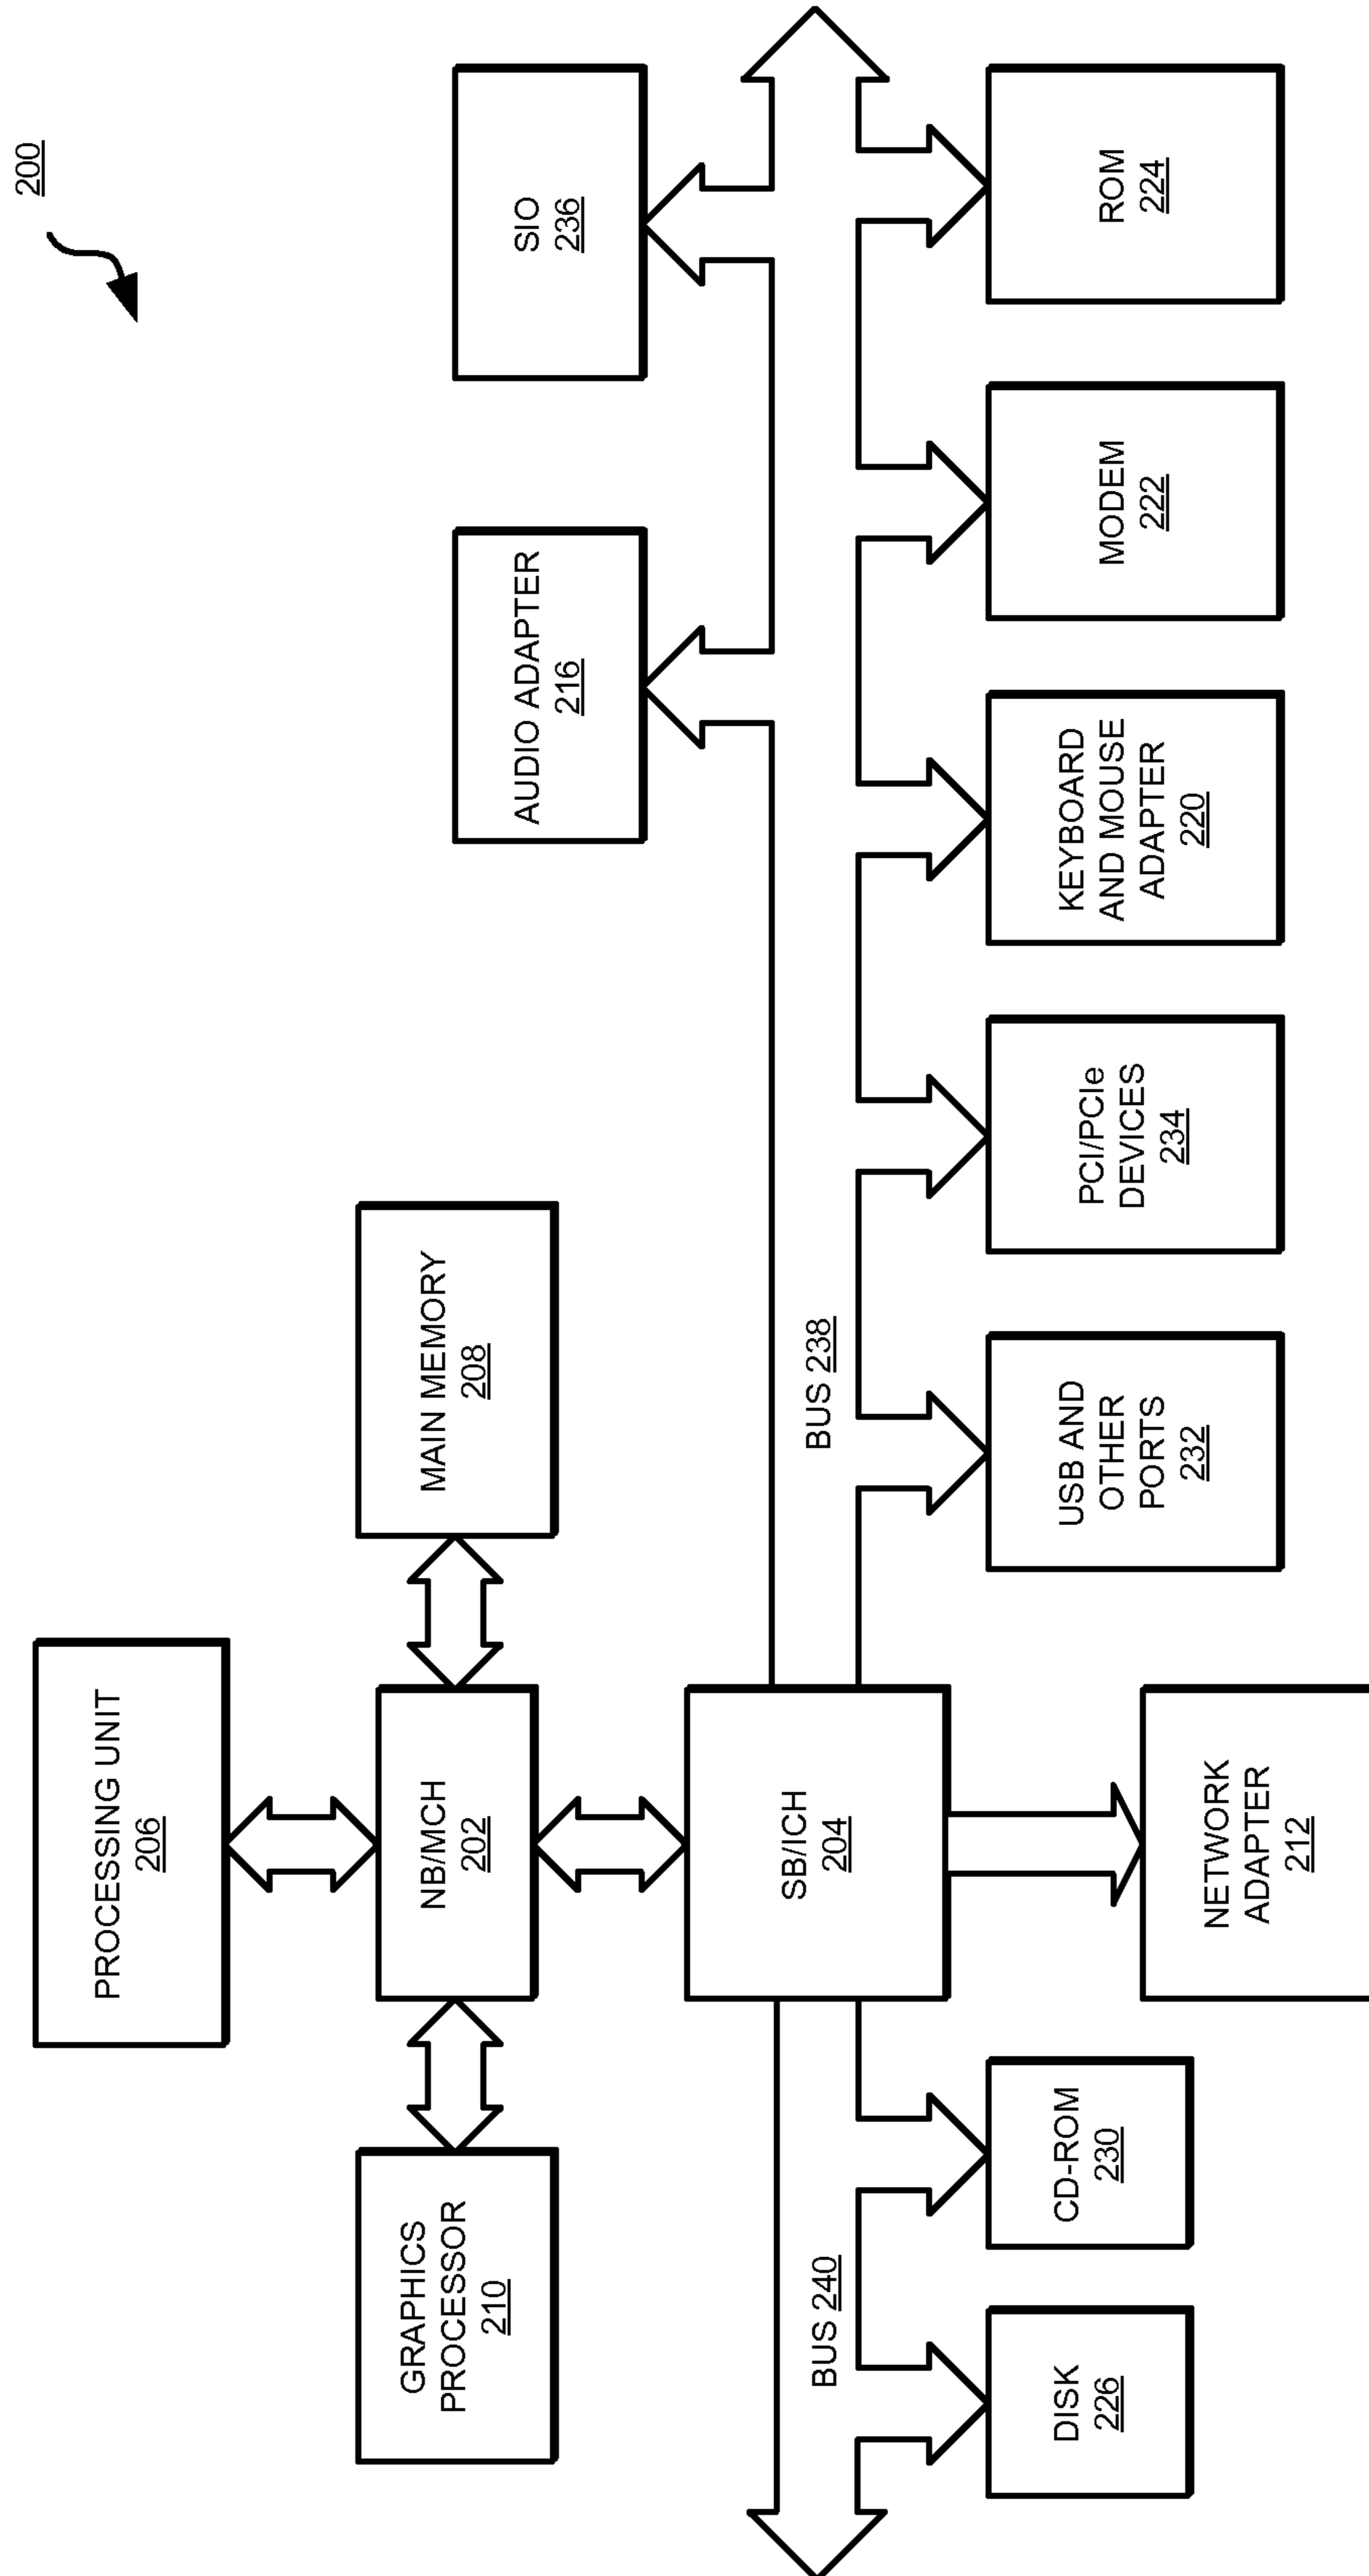 200
PROCESSING UNIT
206
GRAPHICS
PROCESSOR
210
NB/MCH
202
MAIN MEMORY
208
AUDIO ADAPTER
216
SIO
236
SB/ICH
204
BUS 240
BUS 238
DISK
226
CD-ROM
230
NETWORK
ADAPTER
212
USB AND
OTHER
PORTS
232
PCI/PCIe
DEVICES
234
KEYBOARD
AND MOUSE
ADAPTER
220
MODEM
222
ROM
224